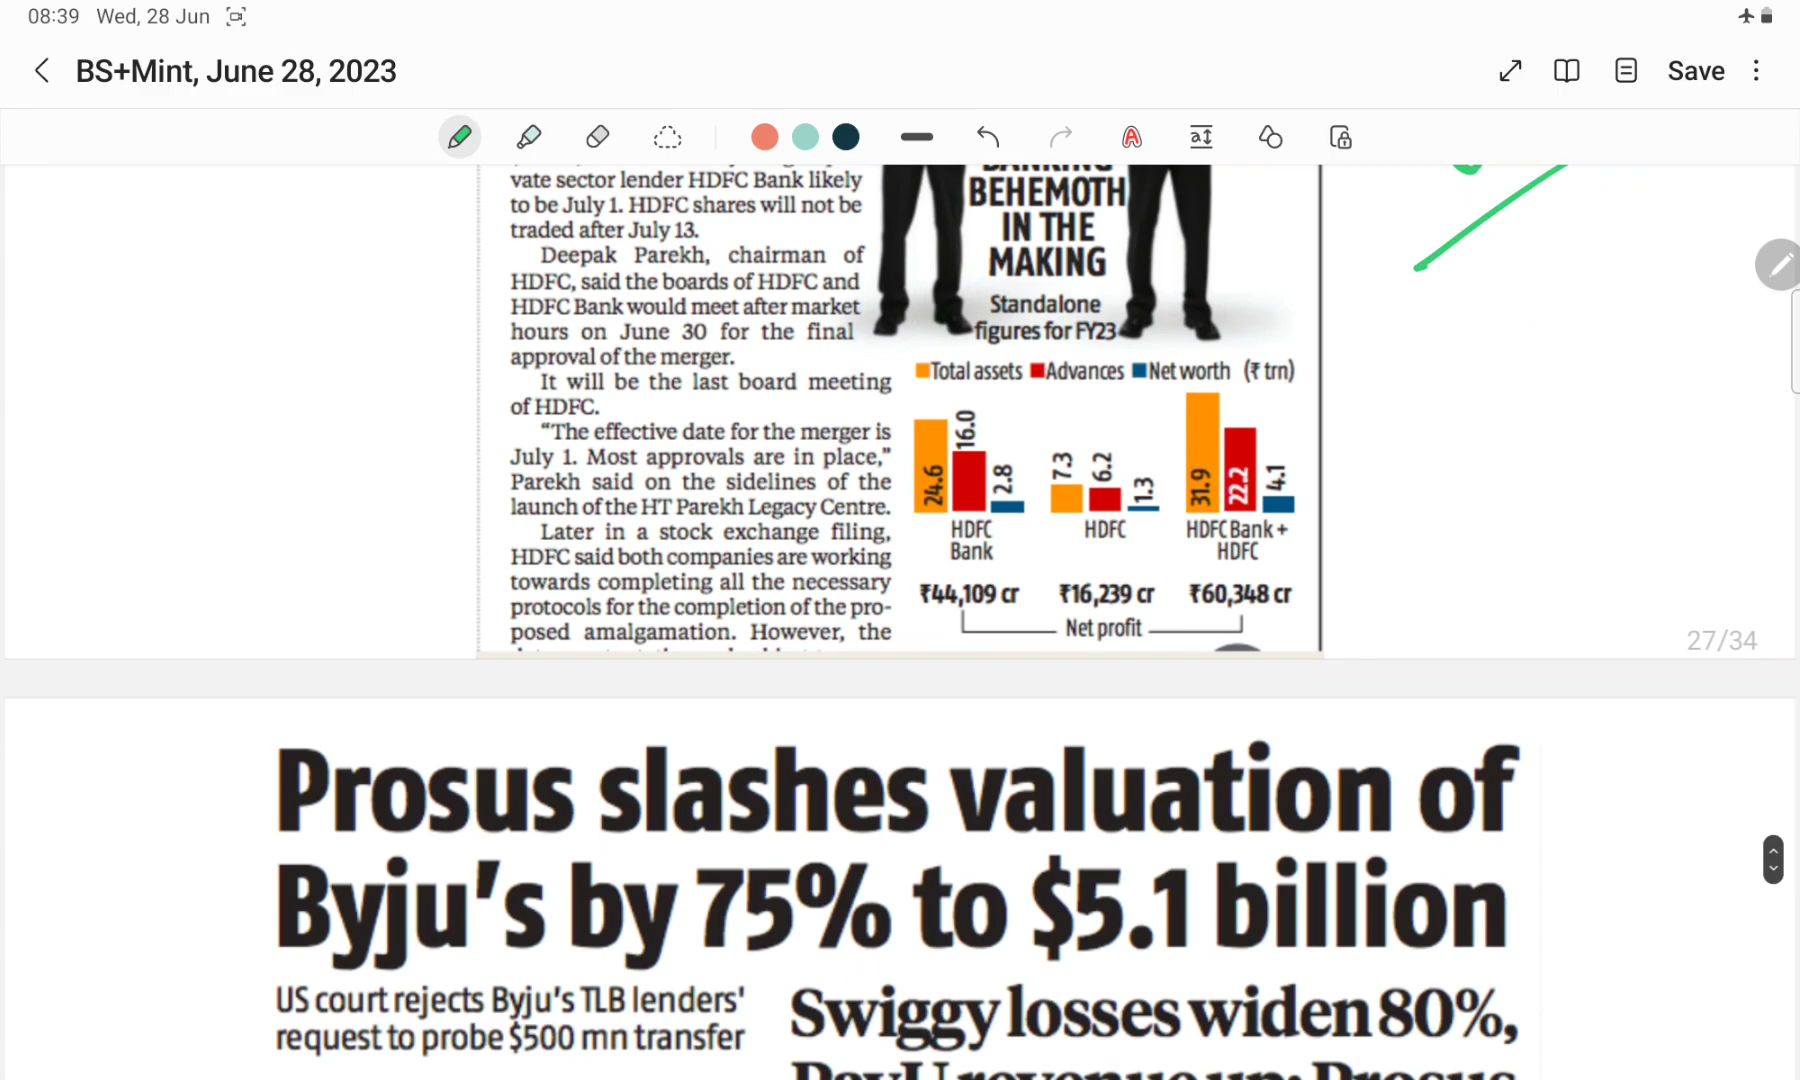 08:39 Wed, 28 Jun
BS+Mint, June 28, 2023
Save
vate sector lender HDFC Bank likely
to be July 1. HDFC shares will not be
traded after July 13.
Deepak Parekh, chairman of
HDFC, said the boards of HDFC and
HDFC Bank would meet after market
hours on June 30 for the final
approval of the merger.
It will be the last board meeting
of HDFC.
“The effective date for the merger is
July 1. Most approvals are in place,”
Parekh said on the sidelines of the
launch of the HT Parekh Legacy Centre.
Later in a stock exchange filing,
HDFC said both companies are working
towards completing all the necessary
protocols for the completion of the pro-
posed amalgamation. However, the
BANKING
BEHEMOTH
IN THE
MAKING
Standalone
figures for FY23
Total assets Advances Net worth (₹ trn)
24.6 16.0 2.8 7.3 6.2 1.3 31.9 22.2 4.1
HDFC Bank
HDFC
HDFC Bank + HDFC
₹44,109 cr ₹16,239 cr ₹60,348 cr
Net profit
27/34
Prosus slashes valuation of
Byju's by 75% to $5.1 billion
US court rejects Byju's TLB lenders'
request to probe $500 mn transfer
Swiggy losses widen 80%,
PayU revenue up: Prosus